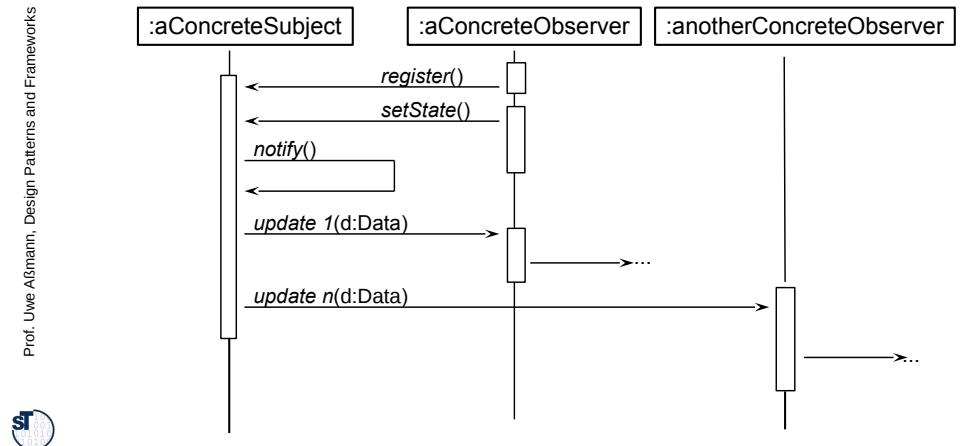 Prof. Uwe Aßmann, Design Patterns and Frameworks
:aConcreteSubject
:aConcreteObserver
:anotherConcreteObserver
register()
setState()
notify()
update 1(d:Data)
...
update n(d:Data)
...
ST